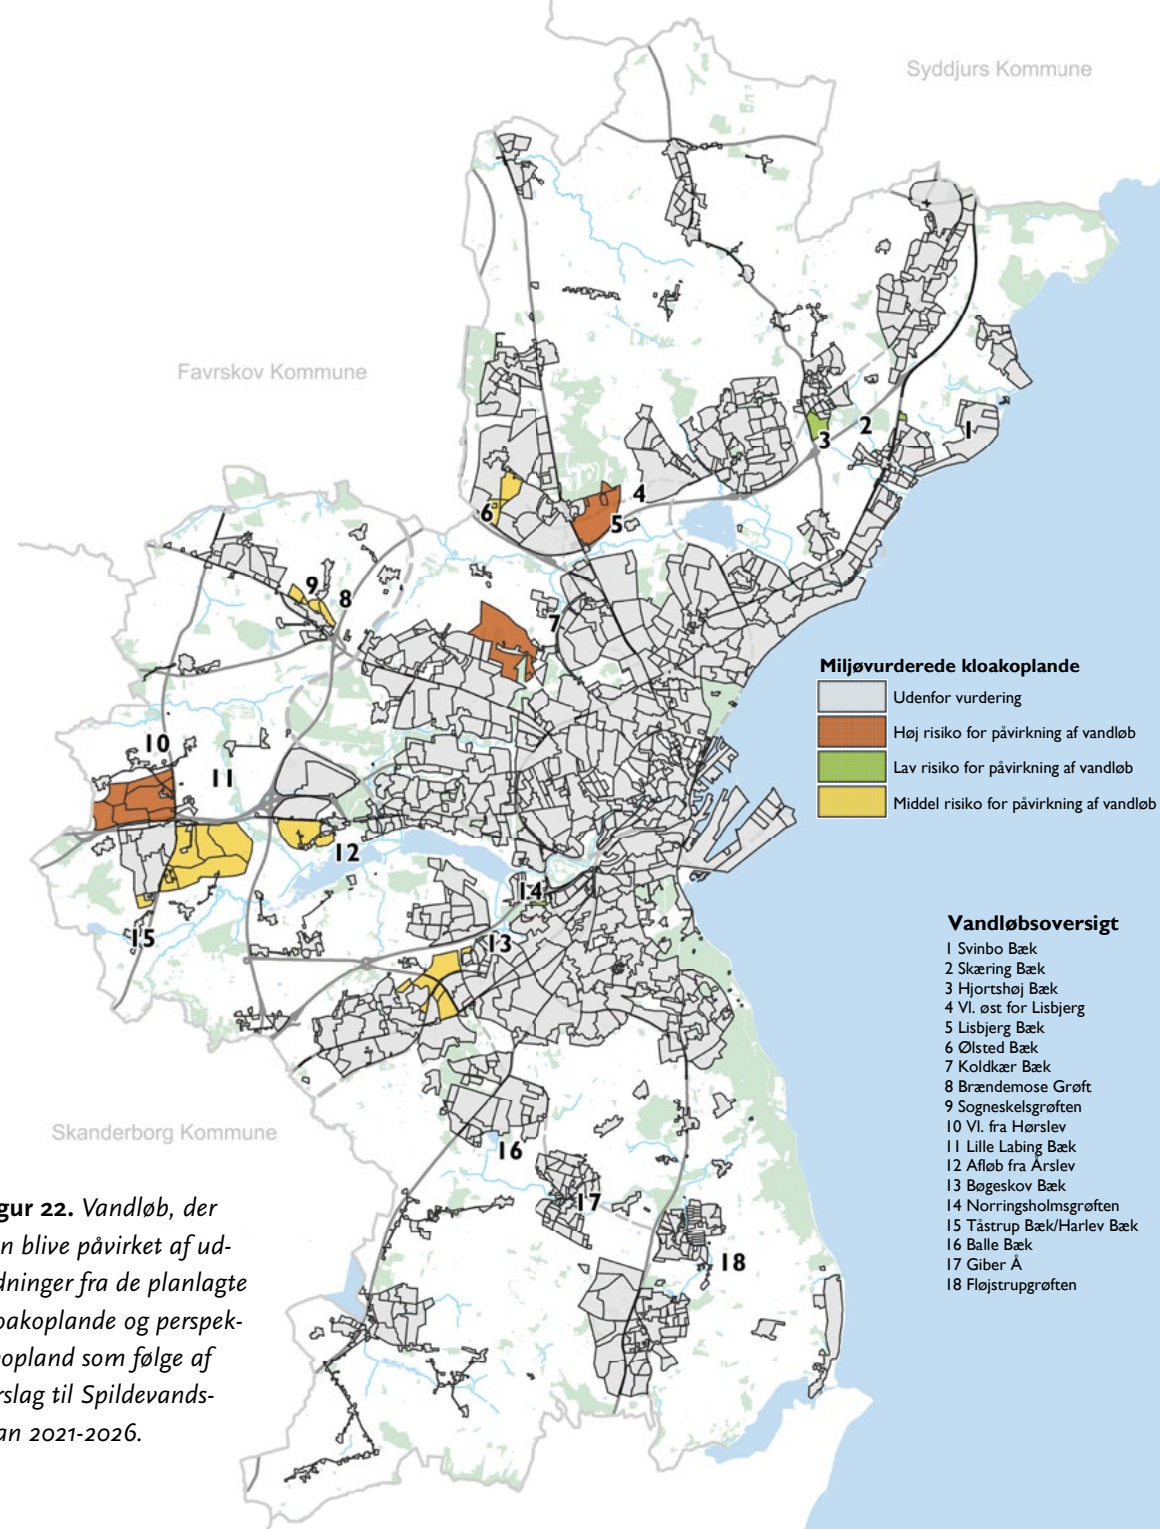 Syddjurs Kommune
Favrskov Kommune
1
2
3
4
5
6
7
8
9
10
11
12
13
14
15
16
17
18
Miljøvurderede kloakoplande
Udenfor vurdering
Høj risiko for påvirkning af vandløb
Lav risiko for påvirkning af vandløb
Middel risiko for påvirkning af vandløb
Vandløbsoversigt
1 Svinbo Bæk
2 Skæring Bæk
3 Hjortshøj Bæk
4 Vl. øst for Lisbjerg
5 Lisbjerg Bæk
6 Ølsted Bæk
7 Koldkær Bæk
8 Brændemose Grøft
9 Sogneskelsgrøften
10 Vl. fra Hørslev
11 Lille Labing Bæk
12 Afløb fra Årslev
13 Bøgeskov Bæk
14 Norringsholmsgrøften
15 Tåstrup Bæk/Harlev Bæk
16 Balle Bæk
17 Giber Å
18 Fløjstrupgrøften
Skanderborg Kommune
gur 22. Vandløb, der
n blive påvirket af ud-
dninger fra de planlagte
oakoplande og perspek-
opland som følge af
rslag til Spildevands-
an 2021-2026.